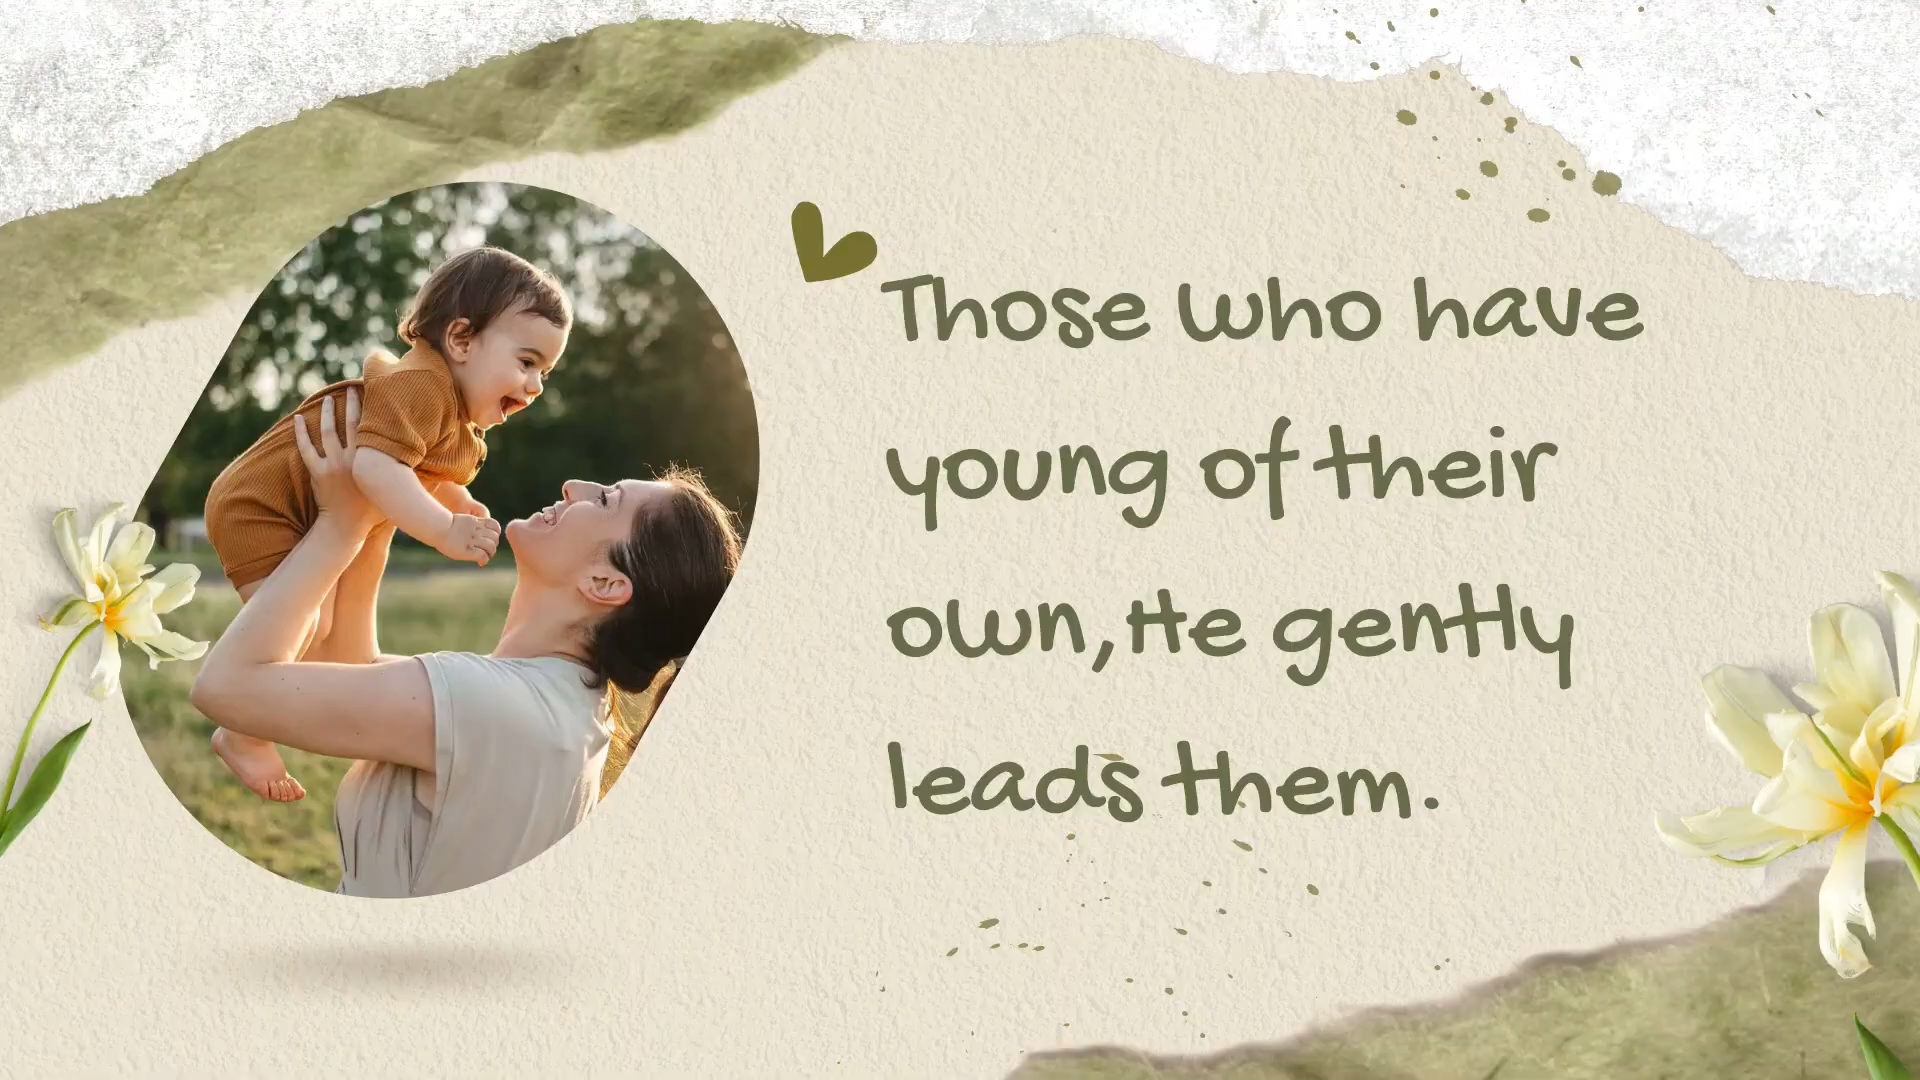 Those who have
young of their
own, He gently
leads them.